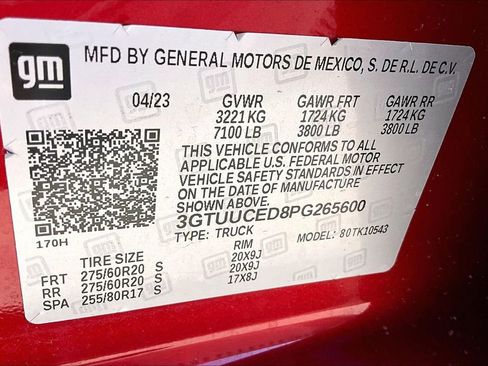 gm
MFD BY GENERAL MOTORS DE MEXICO, S. DE R.L. DE C.V.
04/23 GVWR GAWR FRT GAWR RR
3221 KG 1724 KG 1724 KG
7100 LB 3800 LB 3800 LB
THIS VEHICLE CONFORMS TO ALL
APPLICABLE U.S. FEDERAL MOTOR
VEHICLE SAFETY STANDARDS IN EFFECT
ON THE DATE OF MANUFACTURE
SHOWN ABOVE.
3GTUUCED8PG265600
170H TYPE: TRUCK MODEL: 80TK10543
TIRE SIZE RIM
FRT 275/60R20 S 20X9J
RR 275/60R20 S 20X9J
SPA 255/80R17 S 17X8J